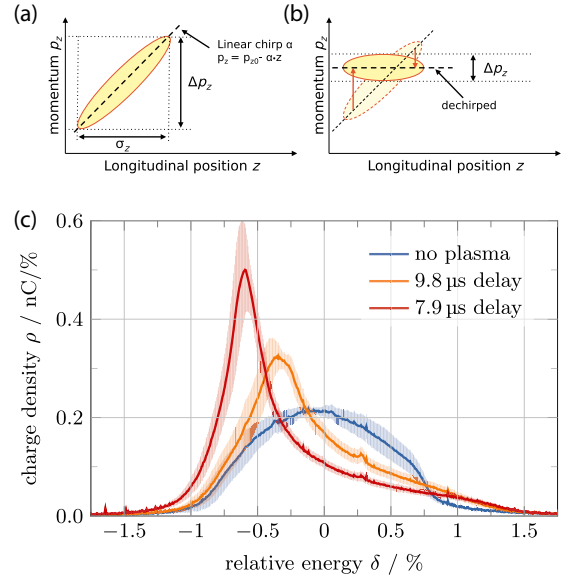 (a)
momentum p_z
Linear chirp α
p_z = p_z0- α·z
Δp_z
σ_z
Longitudinal position z
(b)
momentum p_z
Δp_z
dechirped
Longitudinal position z
(c)
charge density ρ / nC/%
0.6
0.4
0.2
0.0
no plasma
9.8 µs delay
7.9 µs delay
−1.5
−1
−0.5
0
0.5
1
1.5
relative energy δ / %